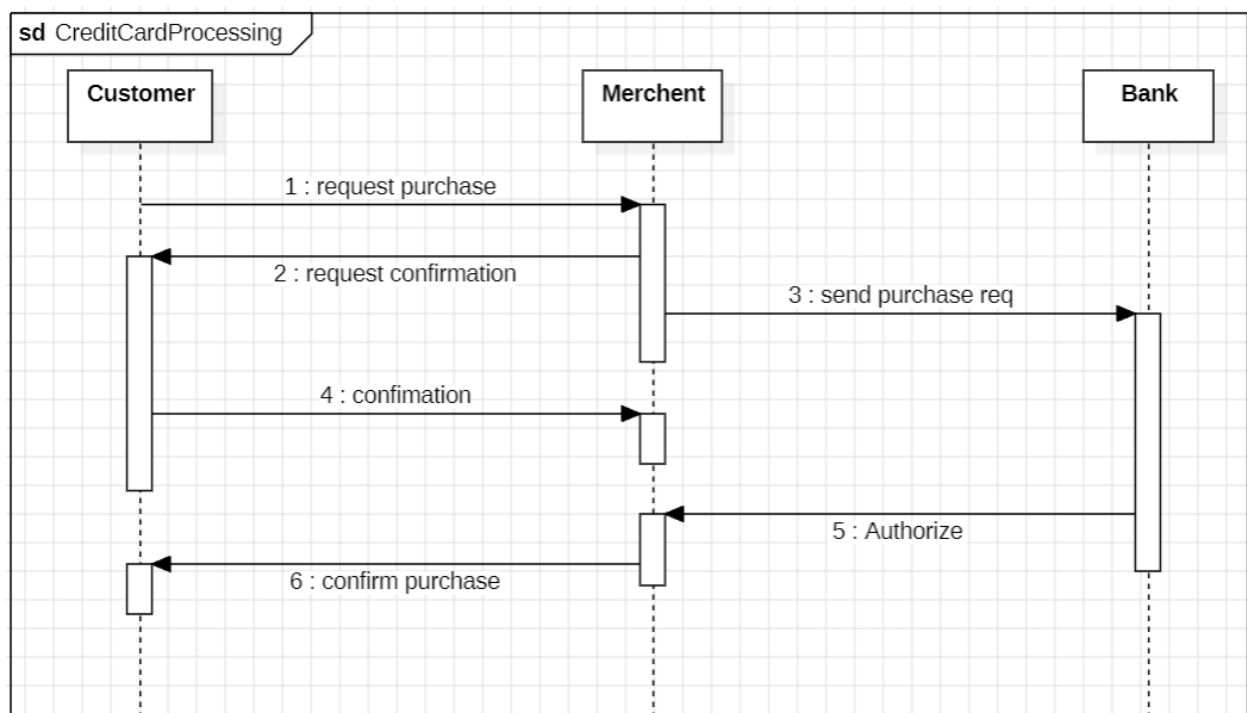 sd CreditCardProcessing
Customer
Merchent
Bank
1 : request purchase
2 : request confirmation
3 : send purchase req
4 : confimation
5 : Authorize
6 : confirm purchase